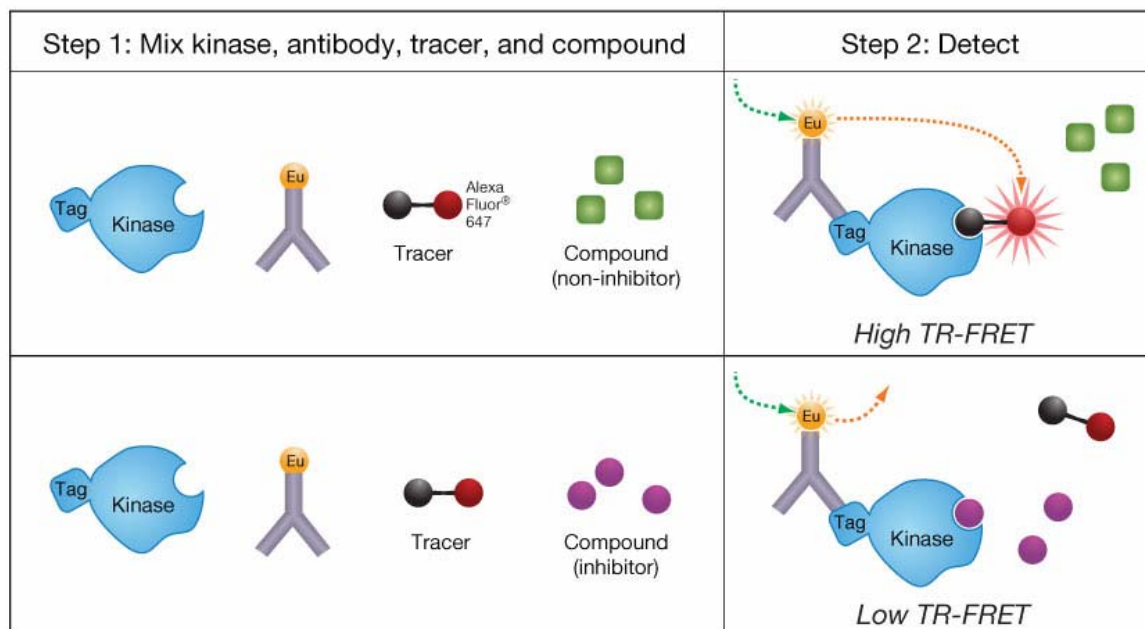 Step 1: Mix kinase, antibody, tracer, and compound
Step 2: Detect
Tag
Kinase
Eu
Alexa
Fluor®
647
Tracer
Compound
(non-inhibitor)
Eu
Tag
Kinase
High TR-FRET
Tag
Kinase
Eu
Tracer
Compound
(inhibitor)
Eu
Tag
Kinase
Low TR-FRET